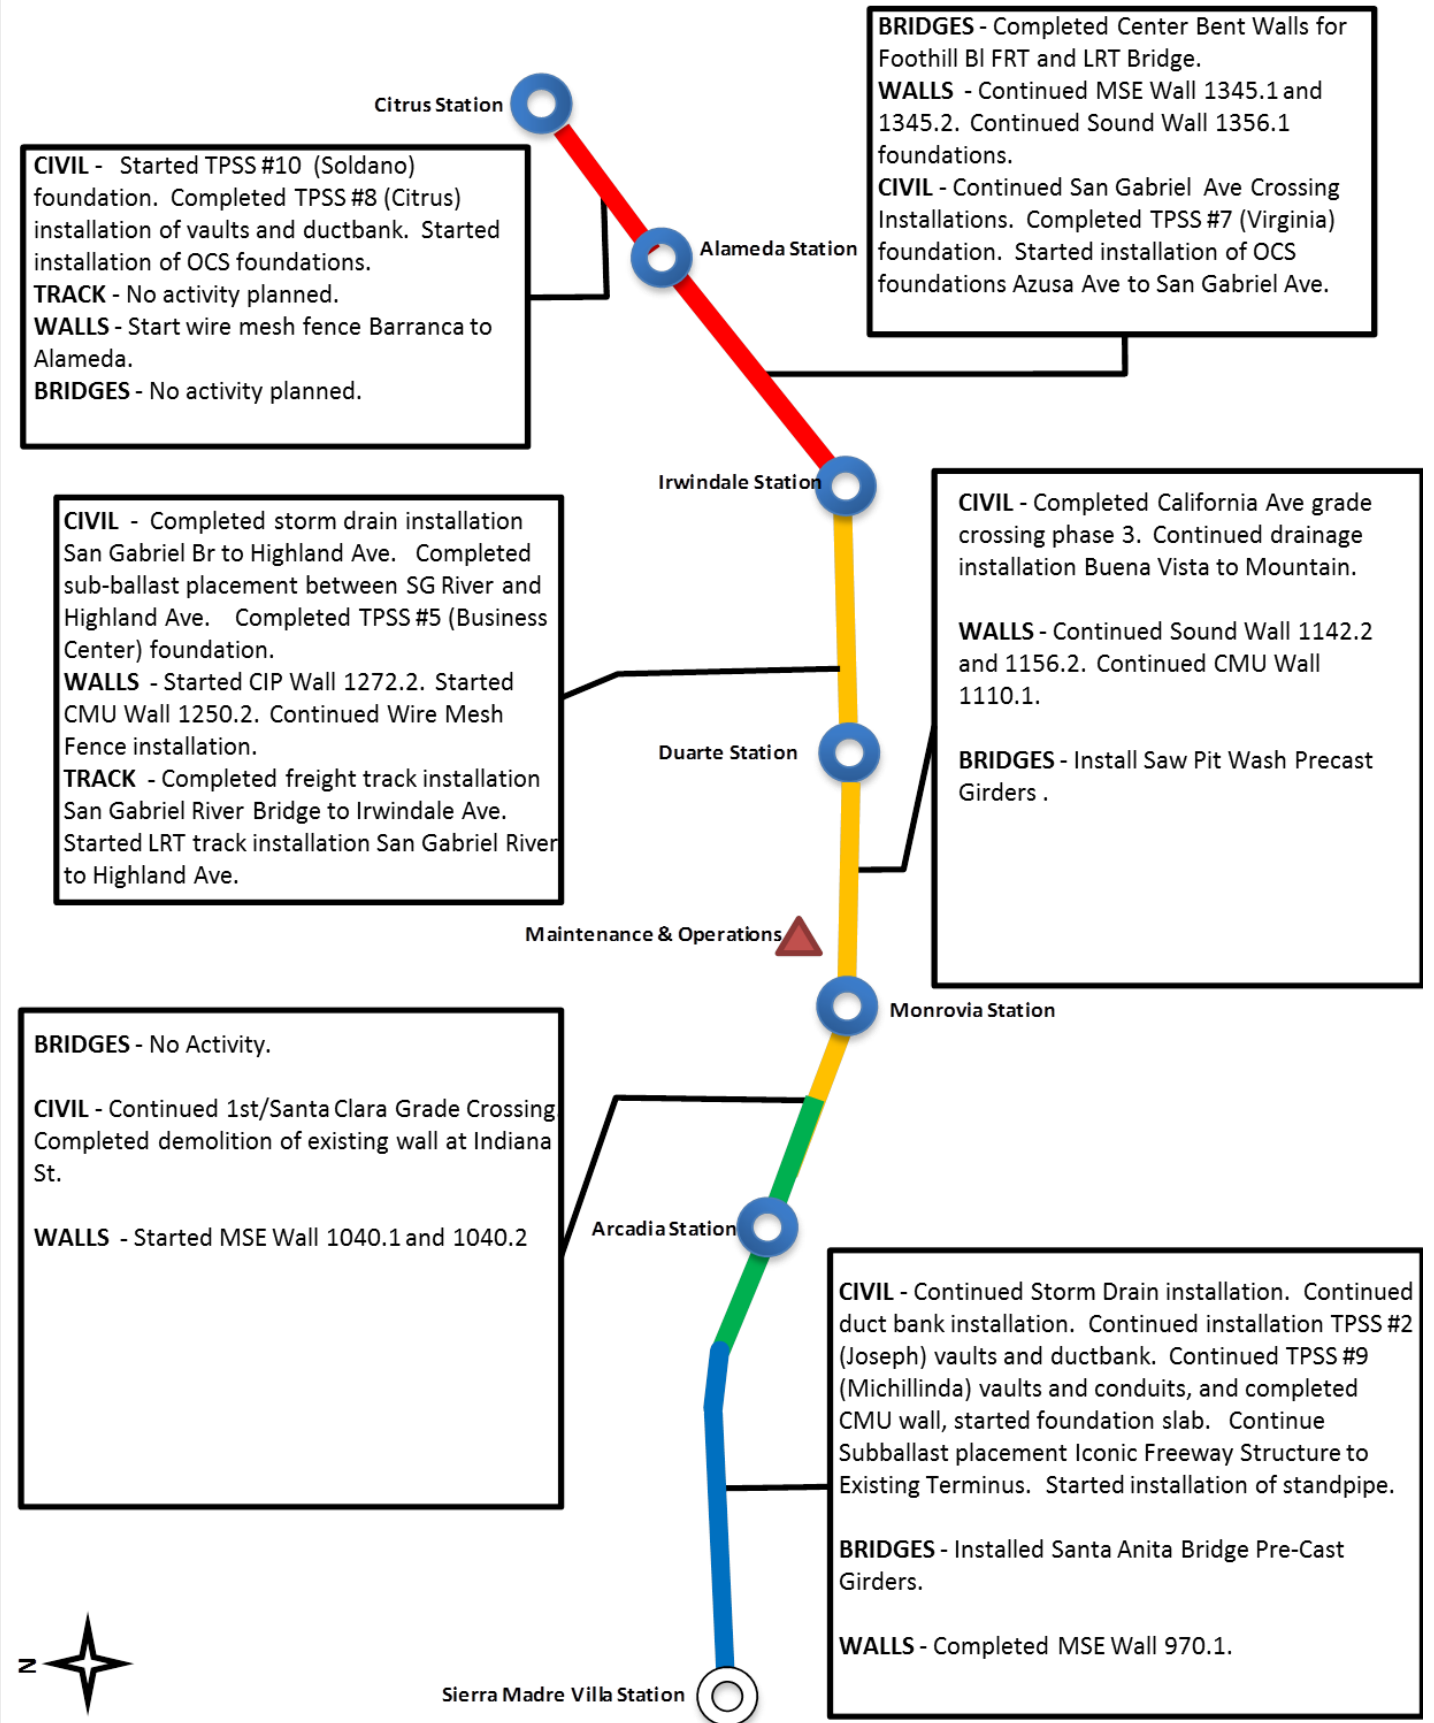 Citrus Station
BRIDGES - Completed Center Bent Walls for
Foothill Bl FRT and LRT Bridge.
WALLS - Continued MSE Wall 1345.1 and
1345.2. Continued Sound Wall 1356.1
foundations.
CIVIL - Continued San Gabriel Ave Crossing
Installations. Completed TPSS #7 (Virginia)
foundation. Started installation of OCS
foundations Azusa Ave to San Gabriel Ave.
CIVIL - Started TPSS #10 (Soldano)
foundation. Completed TPSS #8 (Citrus)
installation of vaults and ductbank. Started
installation of OCS foundations.
TRACK - No activity planned.
WALLS - Start wire mesh fence Barranca to
Alameda.
BRIDGES - No activity planned.
Alameda Station
Irwindale Station
CIVIL - Completed storm drain installation
San Gabriel Br to Highland Ave. Completed
sub-ballast placement between SG River and
Highland Ave. Completed TPSS #5 (Business
Center) foundation.
WALLS - Started CIP Wall 1272.2. Started
CMU Wall 1250.2. Continued Wire Mesh
Fence installation.
TRACK - Completed freight track installation
San Gabriel River Bridge to Irwindale Ave.
Started LRT track installation San Gabriel River
to Highland Ave.
CIVIL - Completed California Ave grade
crossing phase 3. Continued drainage
installation Buena Vista to Mountain.
WALLS - Continued Sound Wall 1142.2
and 1156.2. Continued CMU Wall
1110.1.
BRIDGES - Install Saw Pit Wash Precast
Girders .
Duarte Station
Maintenance & Operations
Monrovia Station
BRIDGES - No Activity.
CIVIL - Continued 1st/Santa Clara Grade Crossing.
Completed demolition of existing wall at Indiana
St.
WALLS - Started MSE Wall 1040.1 and 1040.2
Arcadia Station
CIVIL - Continued Storm Drain installation. Continued
duct bank installation. Continued installation TPSS #2
(Joseph) vaults and ductbank. Continued TPSS #9
(Michillinda) vaults and conduits, and completed
CMU wall, started foundation slab. Continue
Subballast placement Iconic Freeway Structure to
Existing Terminus. Started installation of standpipe.
BRIDGES - Installed Santa Anita Bridge Pre-Cast
Girders.
WALLS - Completed MSE Wall 970.1.
N
Sierra Madre Villa Station